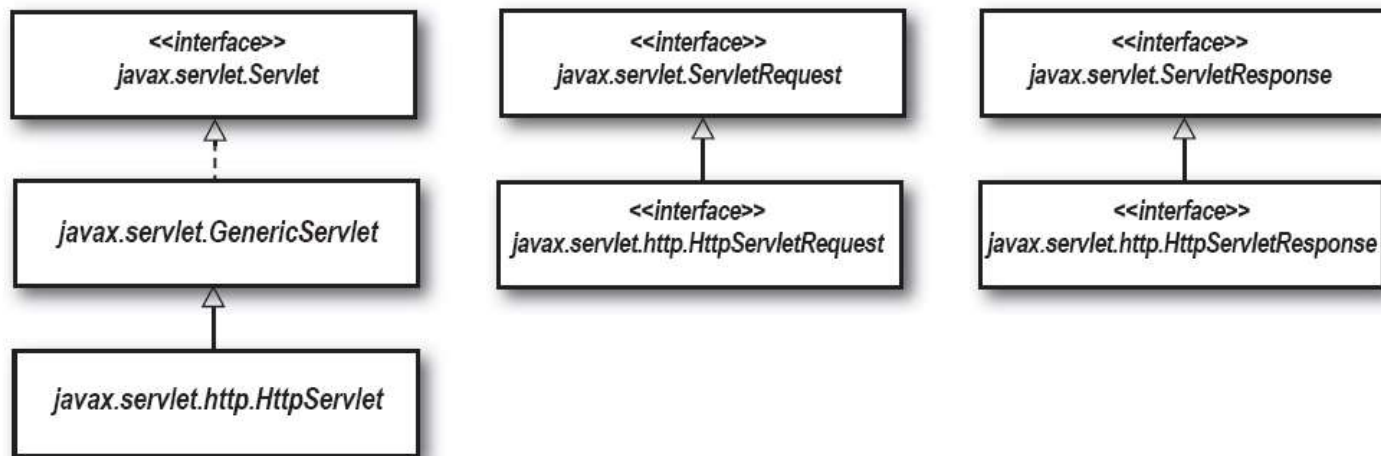 <<interface>>
javax.servlet.Servlet
<<interface>>
javax.servlet.ServletRequest
<<interface>>
javax.servlet.ServletResponse
javax.servlet.GenericServlet
<<interface>>
javax.servlet.http.HttpServletRequest
<<interface>>
javax.servlet.http.HttpServletResponse
javax.servlet.http.HttpServlet